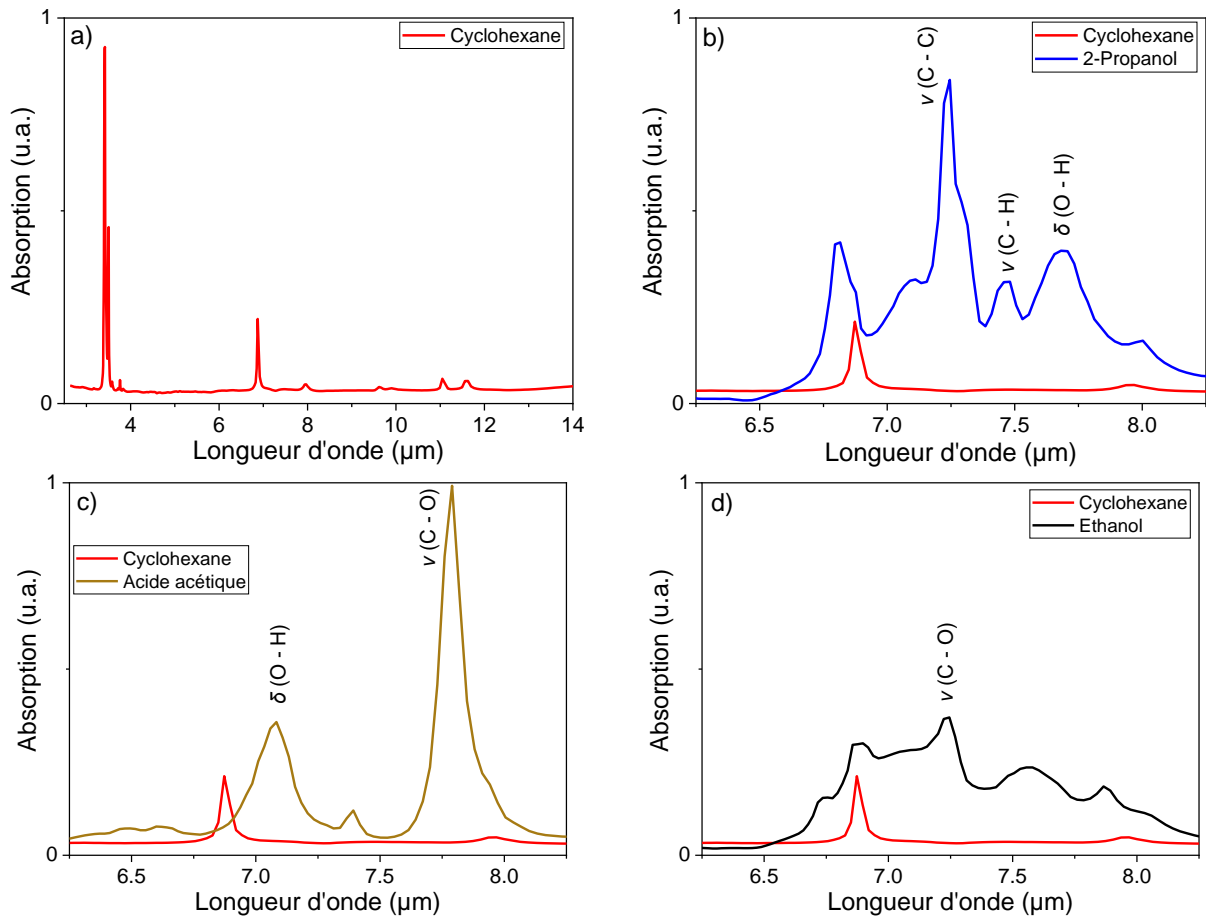 a)
Cyclohexane
1
0
Absorption (u.a.)
4 6 8 10 12 14
Longueur d'onde (µm)
b)
Cyclohexane
2-Propanol
ν (C - C)
ν (C - H)
δ (O - H)
1
0
Absorption (u.a.)
6.5 7.0 7.5 8.0
Longueur d'onde (µm)
c)
Cyclohexane
Acide acétique
δ (O - H)
ν (C - O)
1
0
Absorption (u.a.)
6.5 7.0 7.5 8.0
Longueur d'onde (µm)
d)
Cyclohexane
Ethanol
ν (C - O)
1
0
Absorption (u.a.)
6.5 7.0 7.5 8.0
Longueur d'onde (µm)